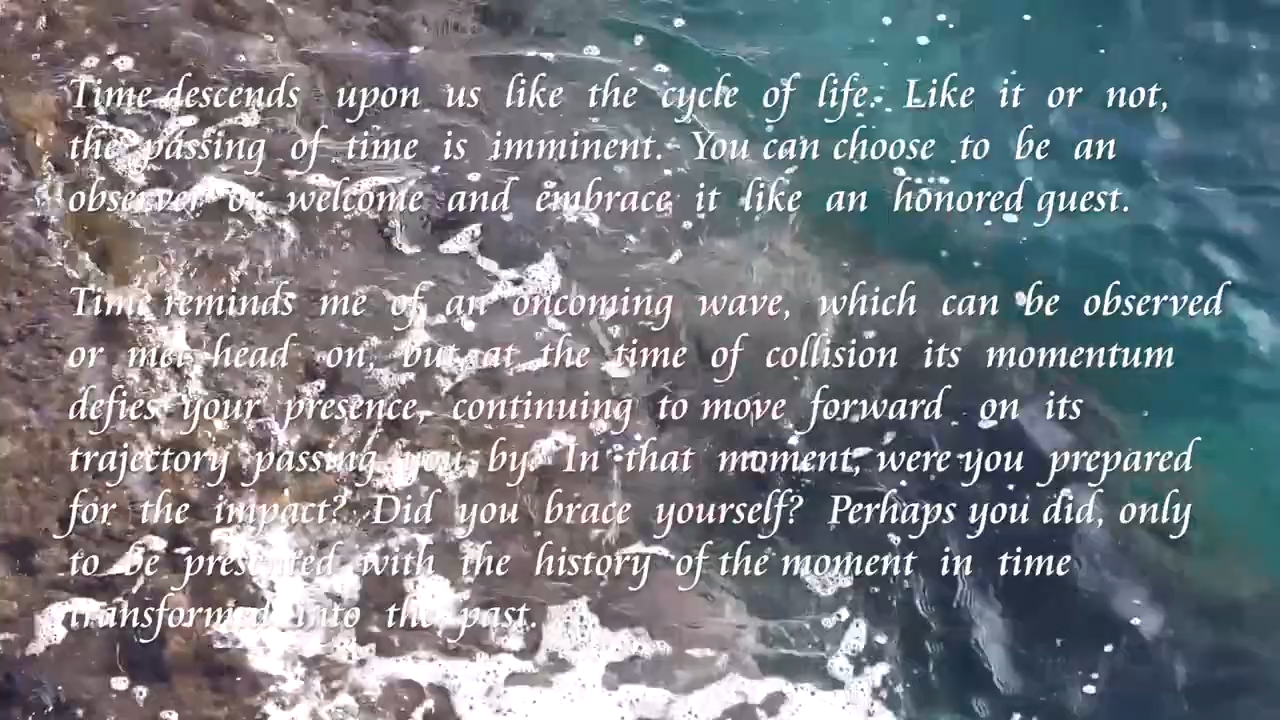 Time descends upon us like the cycle of life. Like it or not,
the passing of time is imminent. You can choose to be an
observer or welcome and embrace it like an honored guest.
Time reminds me of an oncoming wave, which can be observed
or met head on, but at the time of collision its momentum
defies your presence, continuing to move forward on its
trajectory passing you by. In that moment, were you prepared
for the impact? Did you brace yourself? Perhaps you did, only
to be presented with the history of the moment in time
transformed into the past.